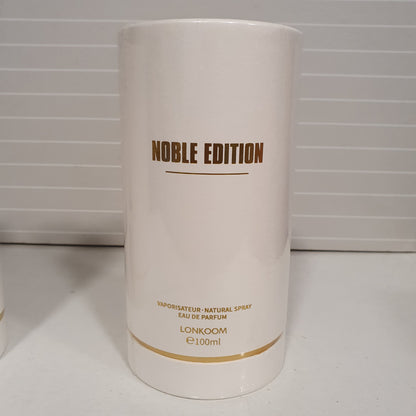 NOBLE EDITION
VAPORISATEUR·NATURAL SPRAY
EAU DE PARFUM
LONKOOM
℮100ml